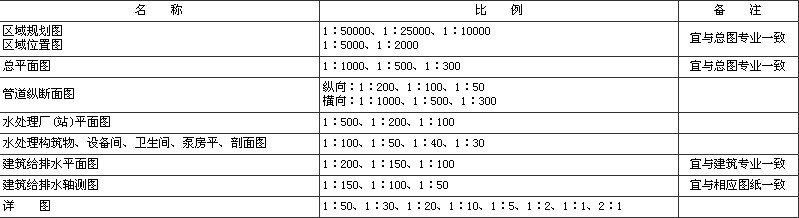 名　称 比　例 备　注
区域规划图 1：50000、1：25000、1：10000 宜与总图专业一致
区域位置图 1：5000、1：2000
总平面图 1：1000、1：500、1：300 宜与总图专业一致
管道纵断面图 纵向：1：200、1：100、1：50
横向：1：1000、1：500、1：300
水处理厂(站)平面图 1：500、1：200、1：100
水处理构筑物、设备间、卫生间、泵房平、剖面图 1：100、1：50、1：40、1：30
建筑给排水平面图 1：200、1：150、1：100 宜与建筑专业一致
建筑给排水轴测图 1：150、1：100、1：50 宜与相应图纸一致
详　图 1：50、1：30、1：20、1：10、1：5、1：2、1：1、2：1